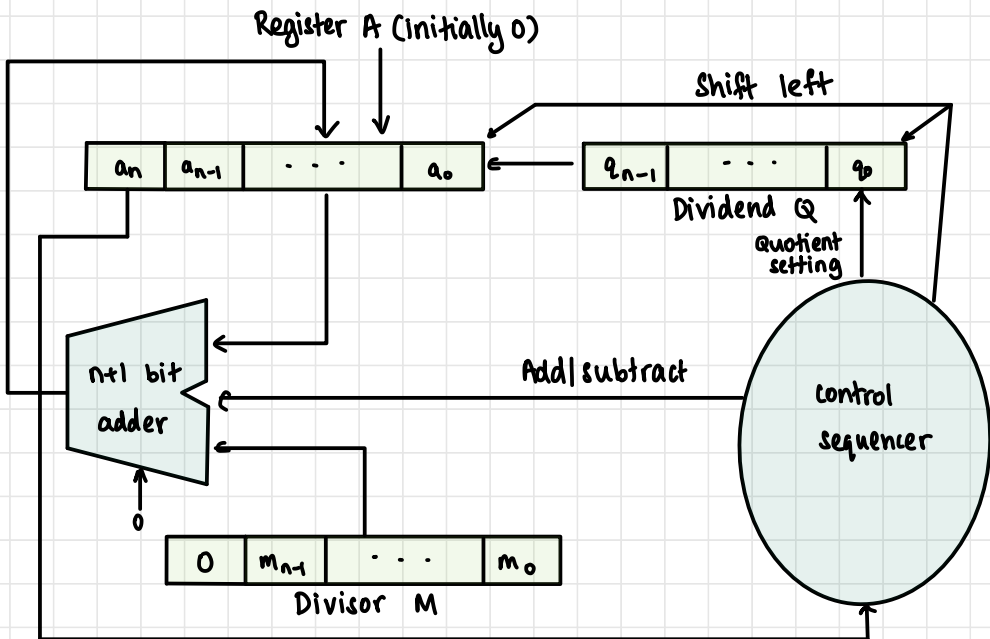 Register A (initially 0)
Shift left
an an-1 . . . a0
qn-1 . . . q0
Dividend Q
Quotient
setting
n+1 bit
adder
Add|subtract
control
sequencer
0
0 mn-1 . . . m0
Divisor M